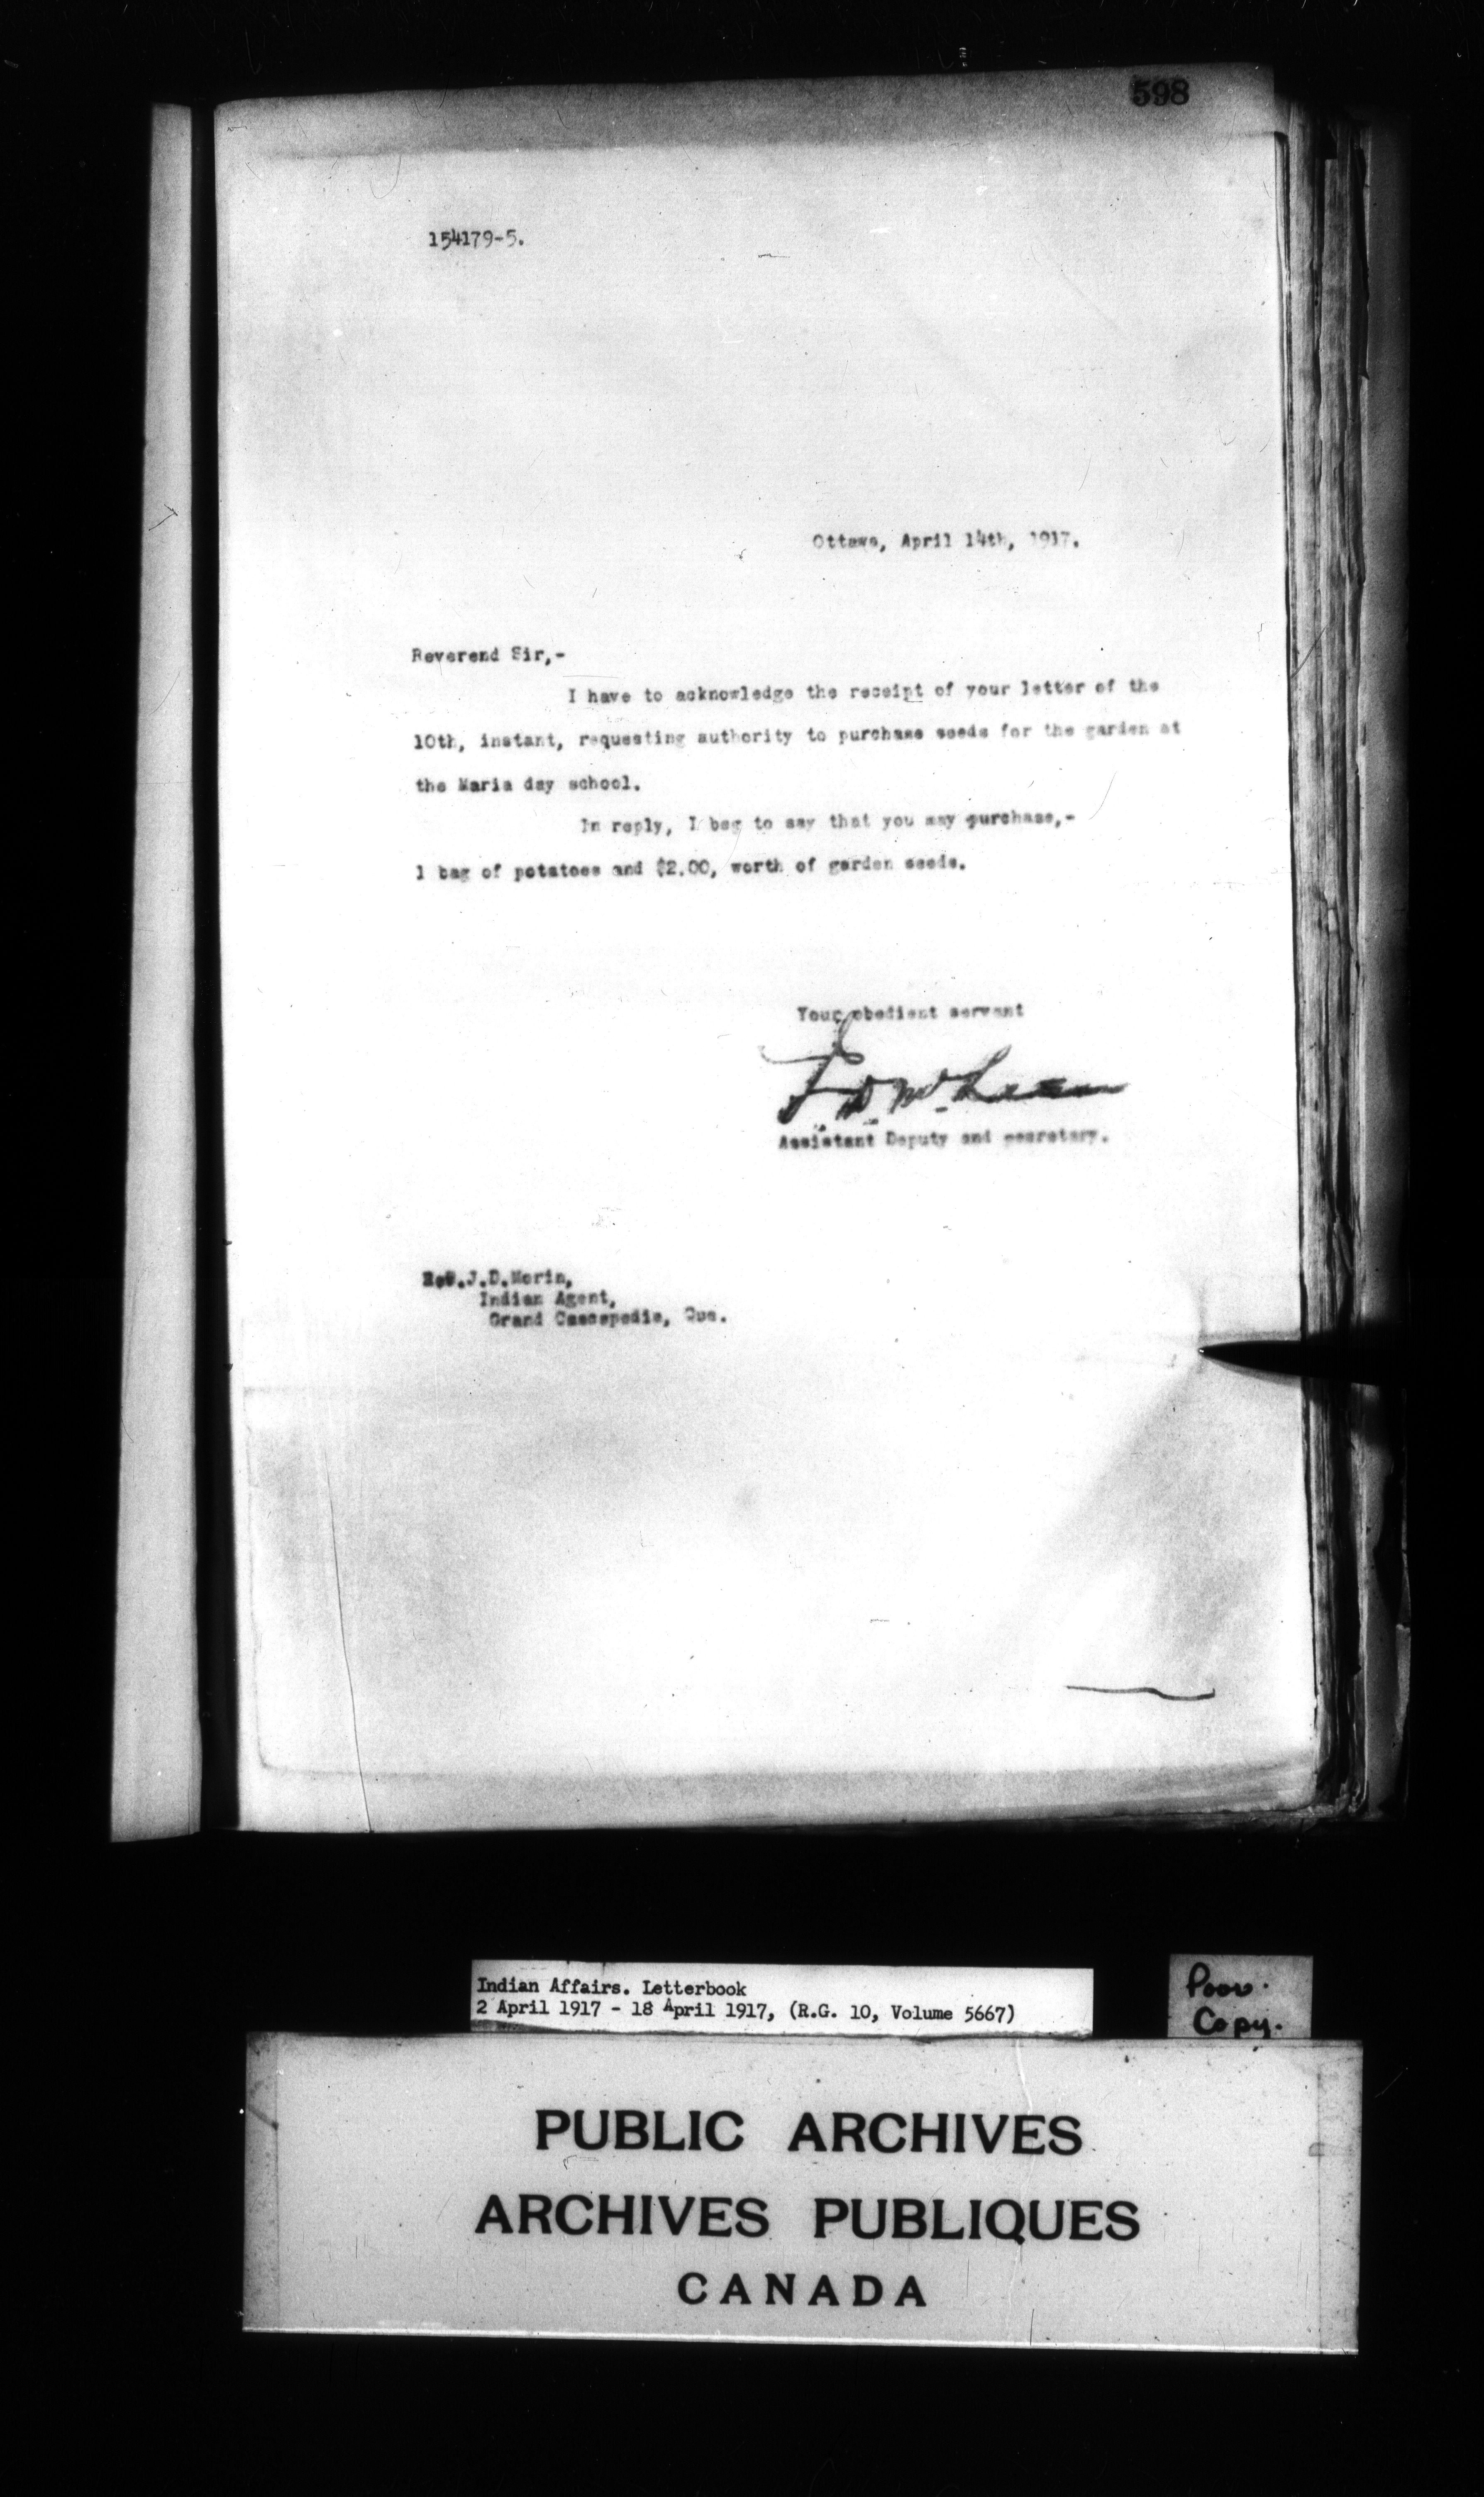 598
154179-5.
Ottawa, April 14th, 1917.
Reverend Sir,-
I have to acknowledge the receipt of your letter of the
10th, instant, requesting authority to purchase seeds for the garden at
the Maria day school.
In reply, I beg to say that you may purchase,-
1 bag of potatoes and $2.00, worth of garden seeds.
Your obedient servant
J. D. McLean
Assistant Deputy and secretary.
Rev. J.D. Morin,
Indian Agent,
Grand Cascapedia, Que.
Indian Affairs. Letterbook
2 April 1917 - 18 April 1917, (R.G. 10, Volume 5667)
Poor
Copy.
PUBLIC ARCHIVES
ARCHIVES PUBLIQUES
CANADA